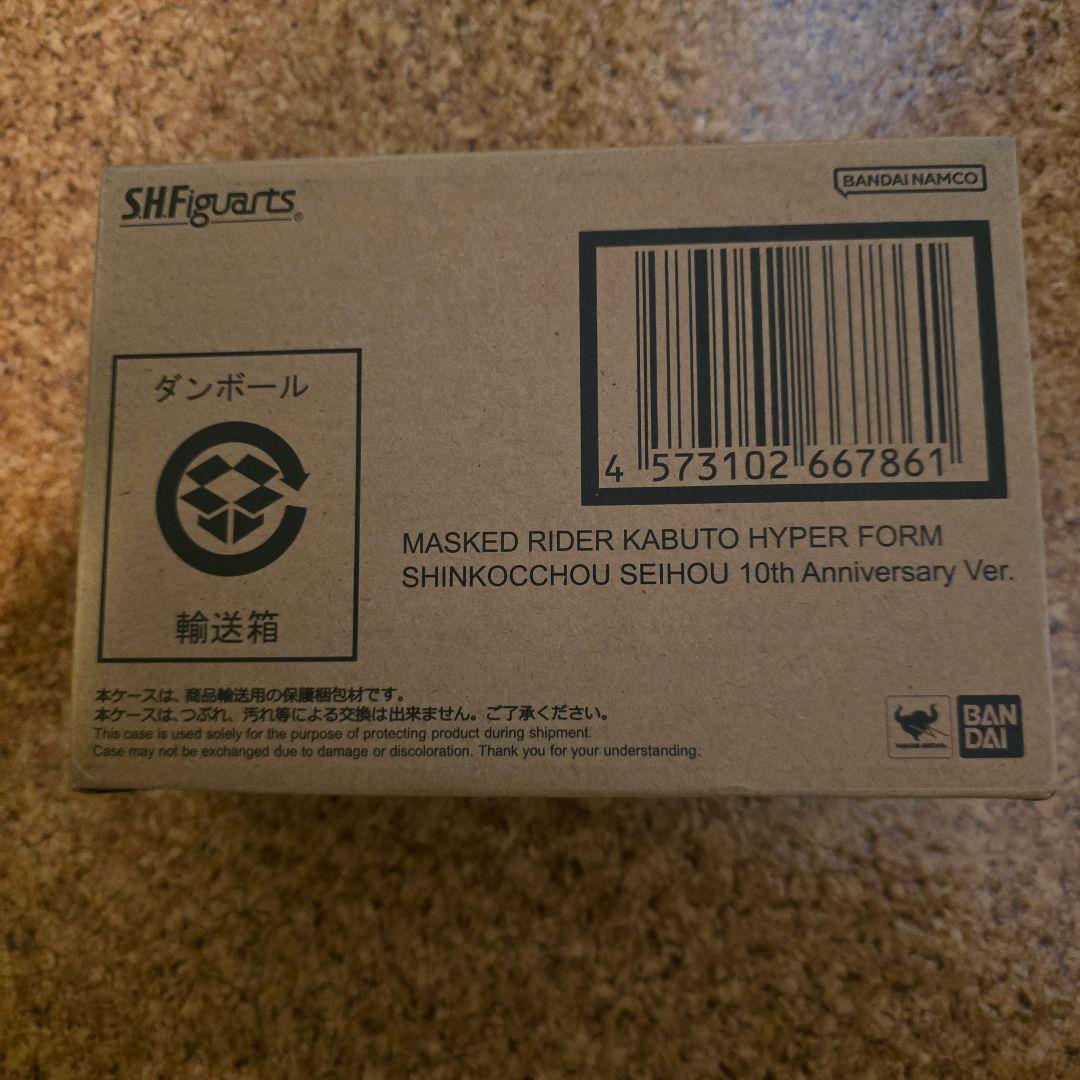 S.H.Figuarts®
BANDAI NAMCO
ダンボール
輸送箱
4 573102 667861
MASKED RIDER KABUTO HYPER FORM
SHINKOCCHOU SEIHOU 10th Anniversary Ver.
本ケースは、商品輸送用の保護梱包材です。
本ケースは、つぶれ、汚れ等による交換は出来ません。ご了承ください。
This case is used solely for the purpose of protecting product during shipment.
Case may not be exchanged due to damage or discoloration. Thank you for your understanding.
BAN
DAI